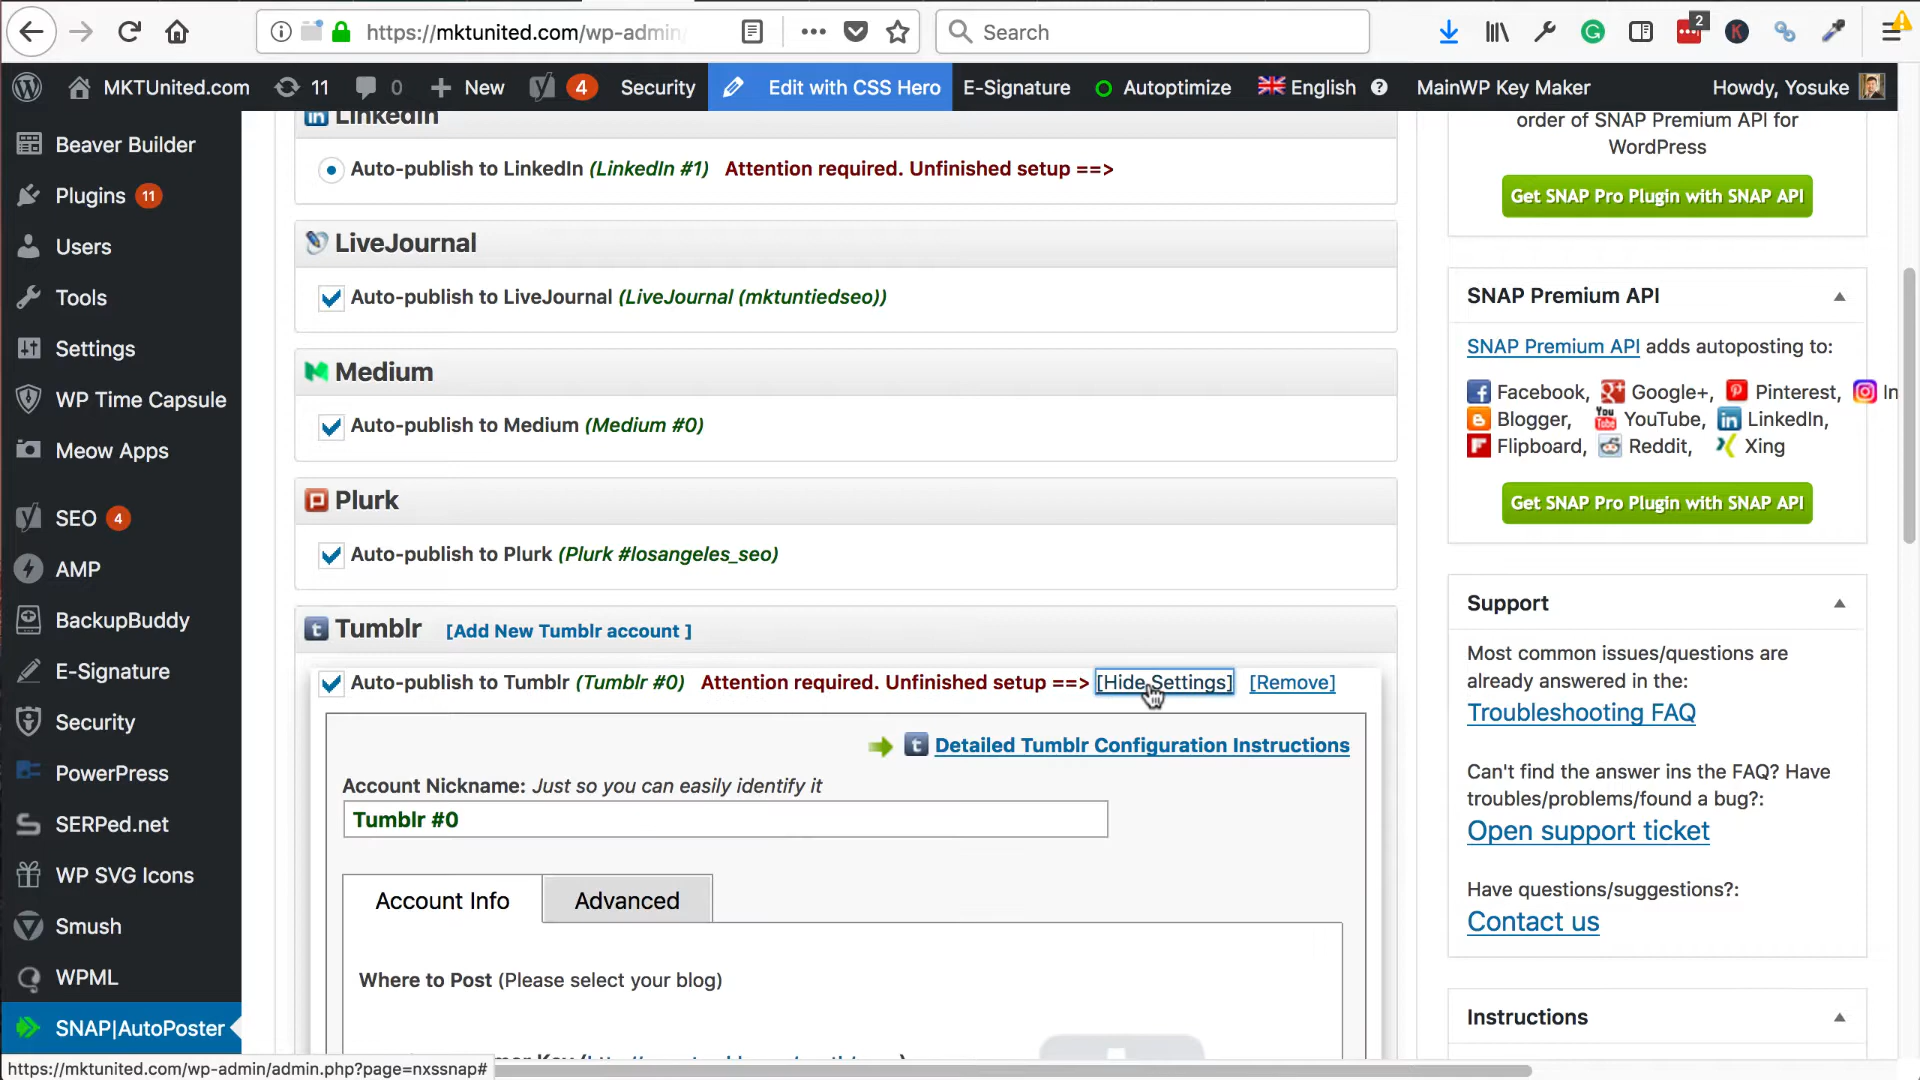 https://mktunited.com/wp-admin/
Search
2
MKTUnited.com
11
0
New
4
Security
Edit with CSS Hero
E-Signature
Autoptimize
English
MainWP Key Maker
Howdy, Yosuke
Beaver Builder
Plugins 11
Users
Tools
Settings
WP Time Capsule
Meow Apps
SEO 4
AMP
BackupBuddy
E-Signature
Security
PowerPress
SERPed.net
WP SVG Icons
Smush
WPML
SNAP|AutoPoster
LinkedIn
Auto-publish to LinkedIn (LinkedIn #1) Attention required. Unfinished setup ==>
LiveJournal
Auto-publish to LiveJournal (LiveJournal (mktuntiedseo))
Medium
Auto-publish to Medium (Medium #0)
Plurk
Auto-publish to Plurk (Plurk #losangeles_seo)
Tumblr [Add New Tumblr account ]
Auto-publish to Tumblr (Tumblr #0) Attention required. Unfinished setup ==> [Hide Settings] [Remove]
Detailed Tumblr Configuration Instructions
Account Nickname: Just so you can easily identify it
Tumblr #0
Account Info
Advanced
Where to Post (Please select your blog)
order of SNAP Premium API for
WordPress
Get SNAP Pro Plugin with SNAP API
SNAP Premium API
SNAP Premium API adds autoposting to:
Facebook, Google+, Pinterest, In
Blogger, YouTube, LinkedIn,
Flipboard, Reddit, Xing
Get SNAP Pro Plugin with SNAP API
Support
Most common issues/questions are
already answered in the:
Troubleshooting FAQ
Can't find the answer ins the FAQ? Have
troubles/problems/found a bug?:
Open support ticket
Have questions/suggestions?:
Contact us
Instructions
https://mktunited.com/wp-admin/admin.php?page=nxssnap#